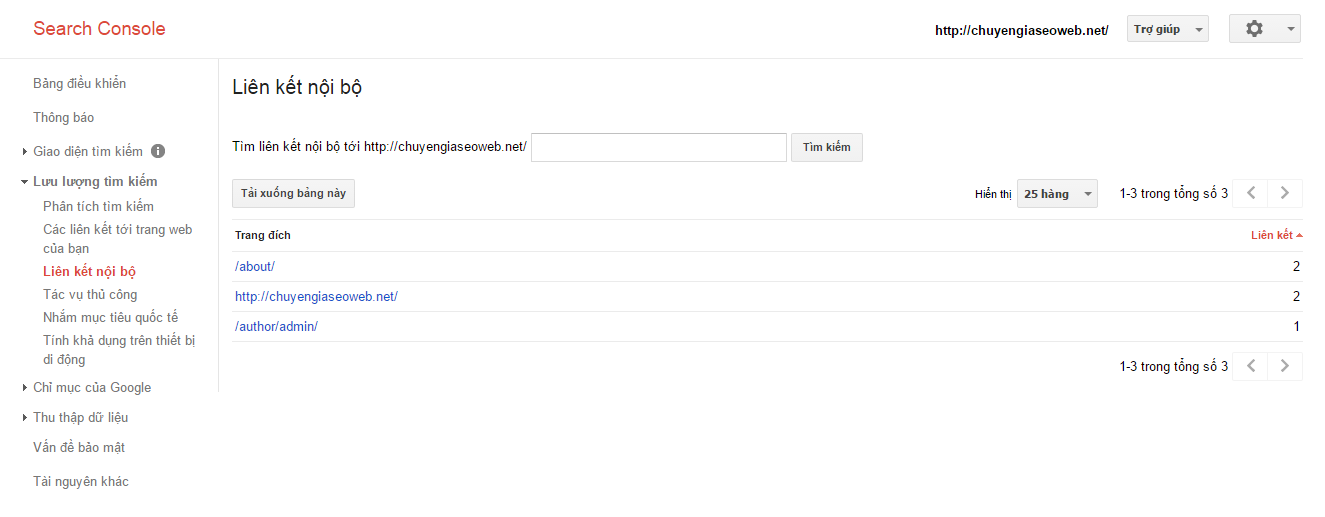 Search Console
http://chuyengiaseoweb.net/
Trợ giúp
Bảng điều khiển
Thông báo
Giao diện tìm kiếm
Lưu lượng tìm kiếm
Phân tích tìm kiếm
Các liên kết tới trang web
của bạn
Liên kết nội bộ
Tác vụ thủ công
Nhắm mục tiêu quốc tế
Tính khả dụng trên thiết bị
di động
Chỉ mục của Google
Thu thập dữ liệu
Vấn đề bảo mật
Tài nguyên khác
Liên kết nội bộ
Tìm liên kết nội bộ tới http://chuyengiaseoweb.net/
Tìm kiếm
Tải xuống bảng này
Hiển thị
25 hàng
1-3 trong tổng số 3
Trang đích Liên kết
/about/ 2
http://chuyengiaseoweb.net/ 2
/author/admin/ 1
1-3 trong tổng số 3